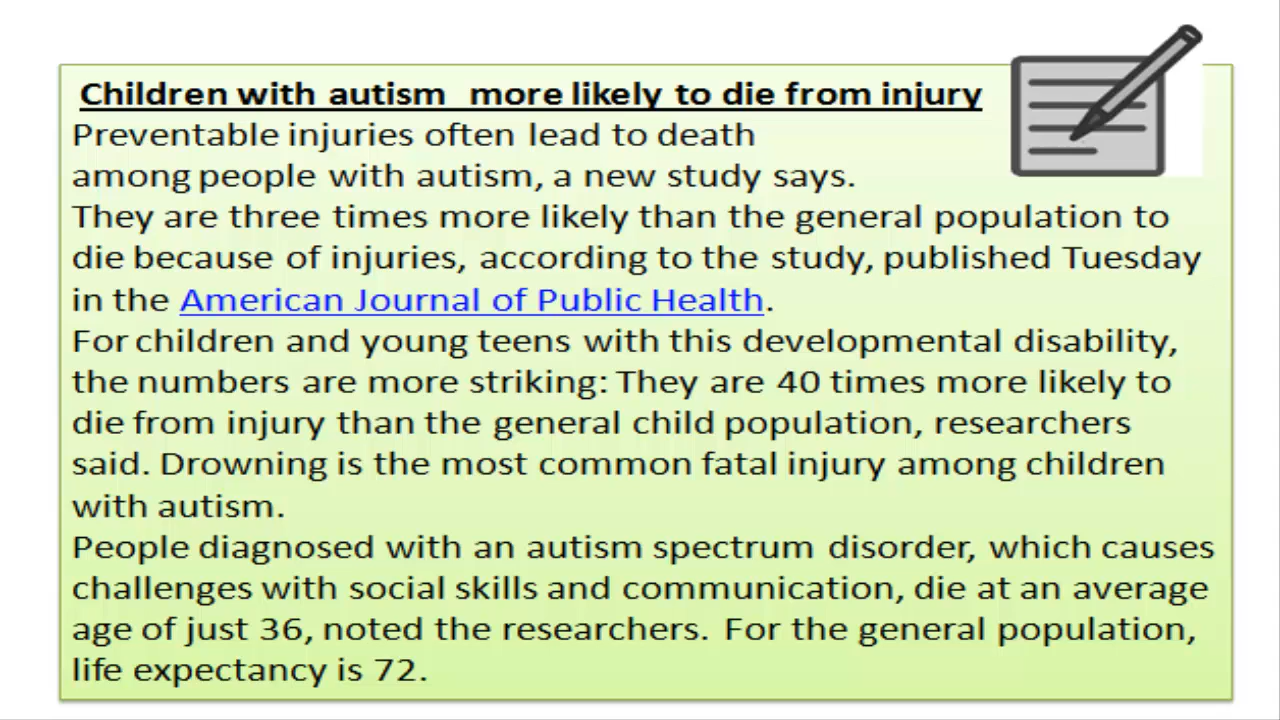 Children with autism more likely to die from injury
Preventable injuries often lead to death
among people with autism, a new study says.
They are three times more likely than the general population to
die because of injuries, according to the study, published Tuesday
in the American Journal of Public Health.
For children and young teens with this developmental disability,
the numbers are more striking: They are 40 times more likely to
die from injury than the general child population, researchers
said. Drowning is the most common fatal injury among children
with autism.
People diagnosed with an autism spectrum disorder, which causes
challenges with social skills and communication, die at an average
age of just 36, noted the researchers. For the general population,
life expectancy is 72.